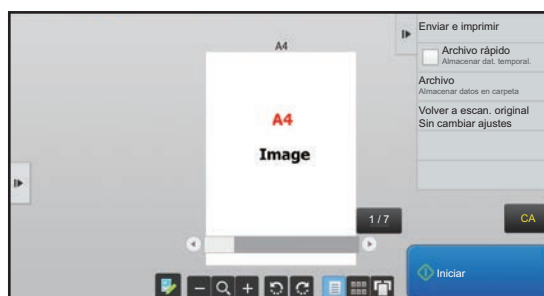 A4
A4
Image
1 / 7
Enviar e imprimir
Archivo rápido
Almacenar dat. temporal.
Archivo
Almacenar datos en carpeta
Volver a escan. original
Sin cambiar ajustes
CA
Iniciar